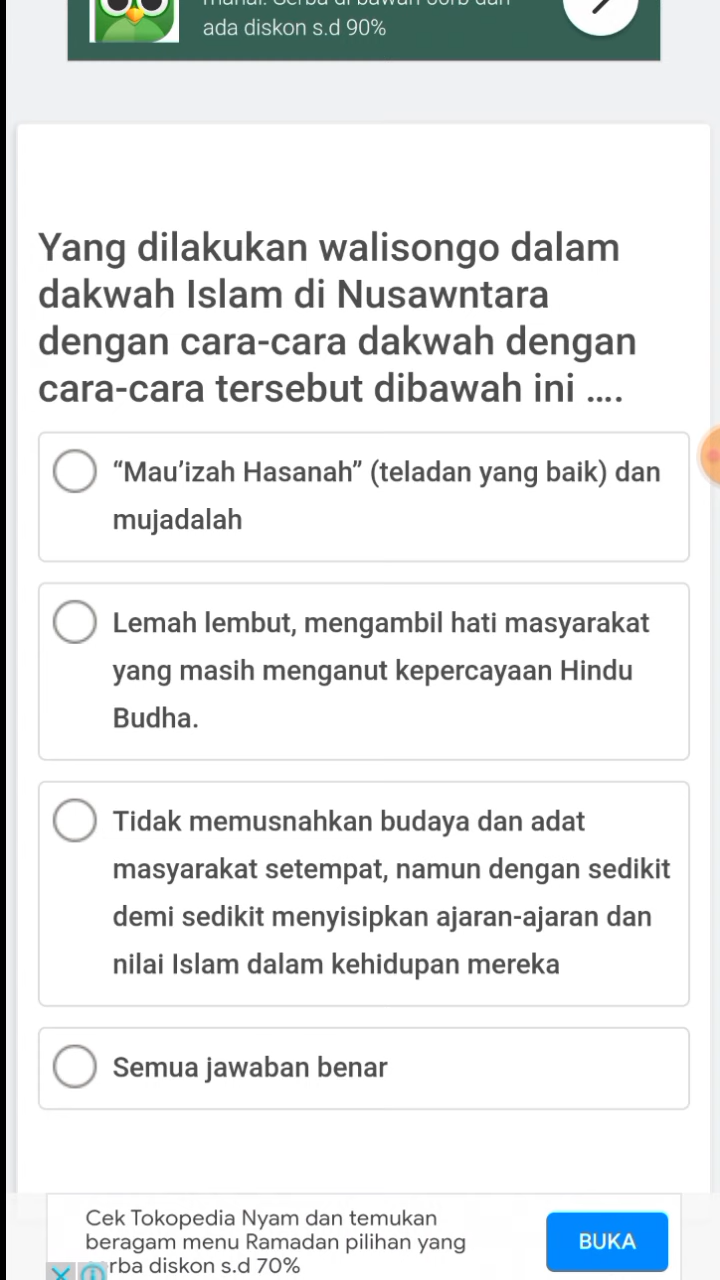 ada diskon s.d 90%
Yang dilakukan walisongo dalam
dakwah Islam di Nusawntara
dengan cara-cara dakwah dengan
cara-cara tersebut dibawah ini ....
“Mau’izah Hasanah” (teladan yang baik) dan
mujadalah
Lemah lembut, mengambil hati masyarakat
yang masih menganut kepercayaan Hindu
Budha.
Tidak memusnahkan budaya dan adat
masyarakat setempat, namun dengan sedikit
demi sedikit menyisipkan ajaran-ajaran dan
nilai Islam dalam kehidupan mereka
Semua jawaban benar
Cek Tokopedia Nyam dan temukan
beragam menu Ramadan pilihan yang
diskon s.d 70%
BUKA